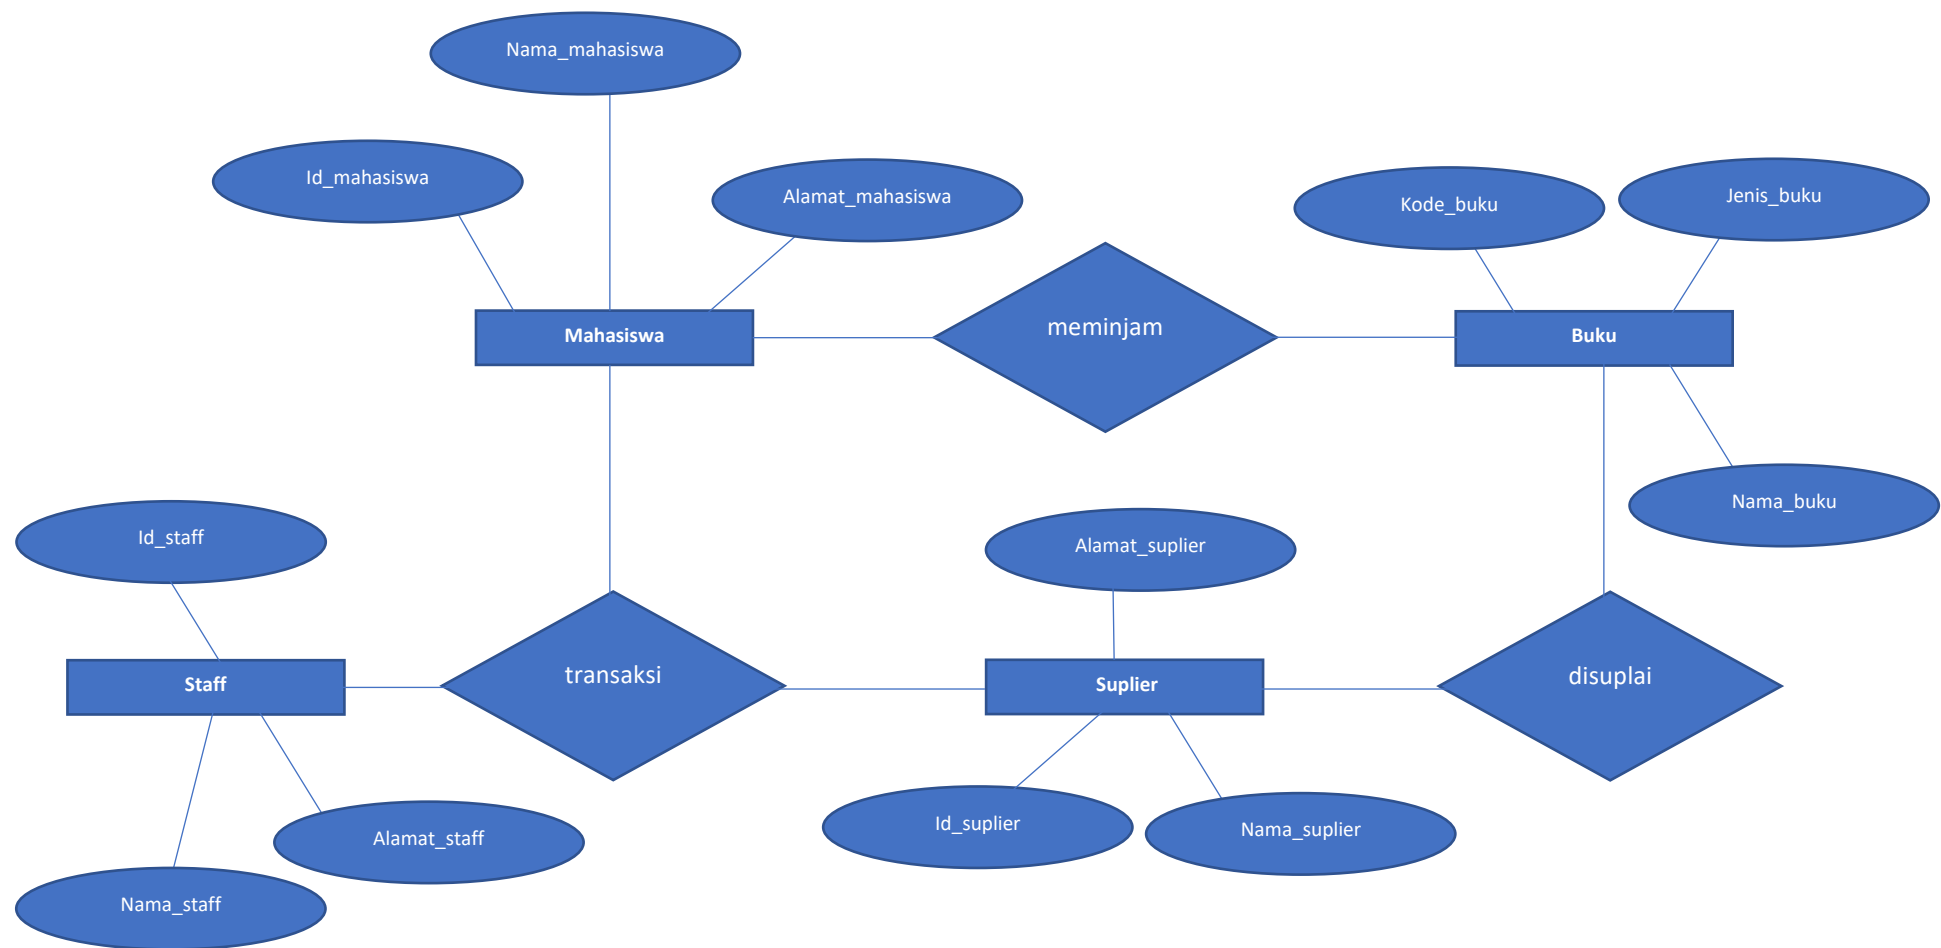 Nama_mahasiswa
Id_mahasiswa
Alamat_mahasiswa
Kode_buku
Jenis_buku
Mahasiswa
meminjam
Buku
Nama_buku
Id_staff
Alamat_suplier
Staff
transaksi
Suplier
disuplai
Id_suplier
Nama_suplier
Alamat_staff
Nama_staff